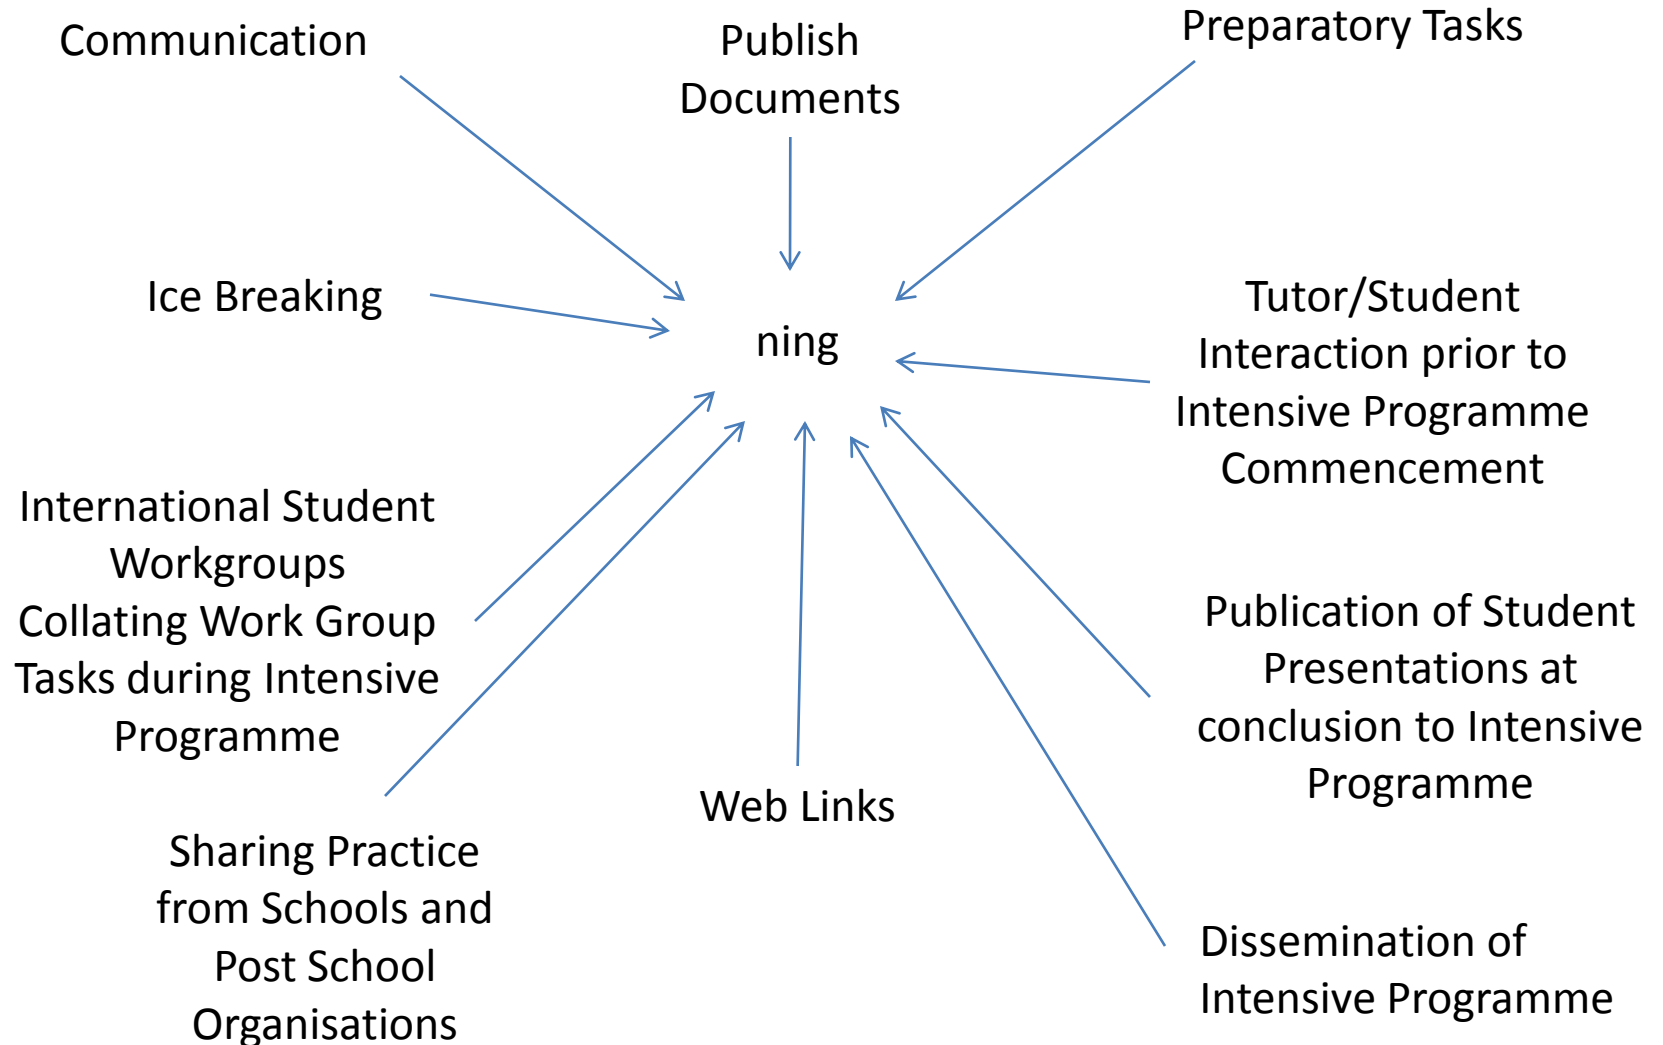 Communication
Publish
Documents
Preparatory Tasks
Ice Breaking
ning
Tutor/Student
Interaction prior to
Intensive Programme
Commencement
International Student
Workgroups
Collating Work Group
Tasks during Intensive
Programme
Publication of Student
Presentations at
conclusion to Intensive
Programme
Web Links
Sharing Practice
from Schools and
Post School
Organisations
Dissemination of
Intensive Programme